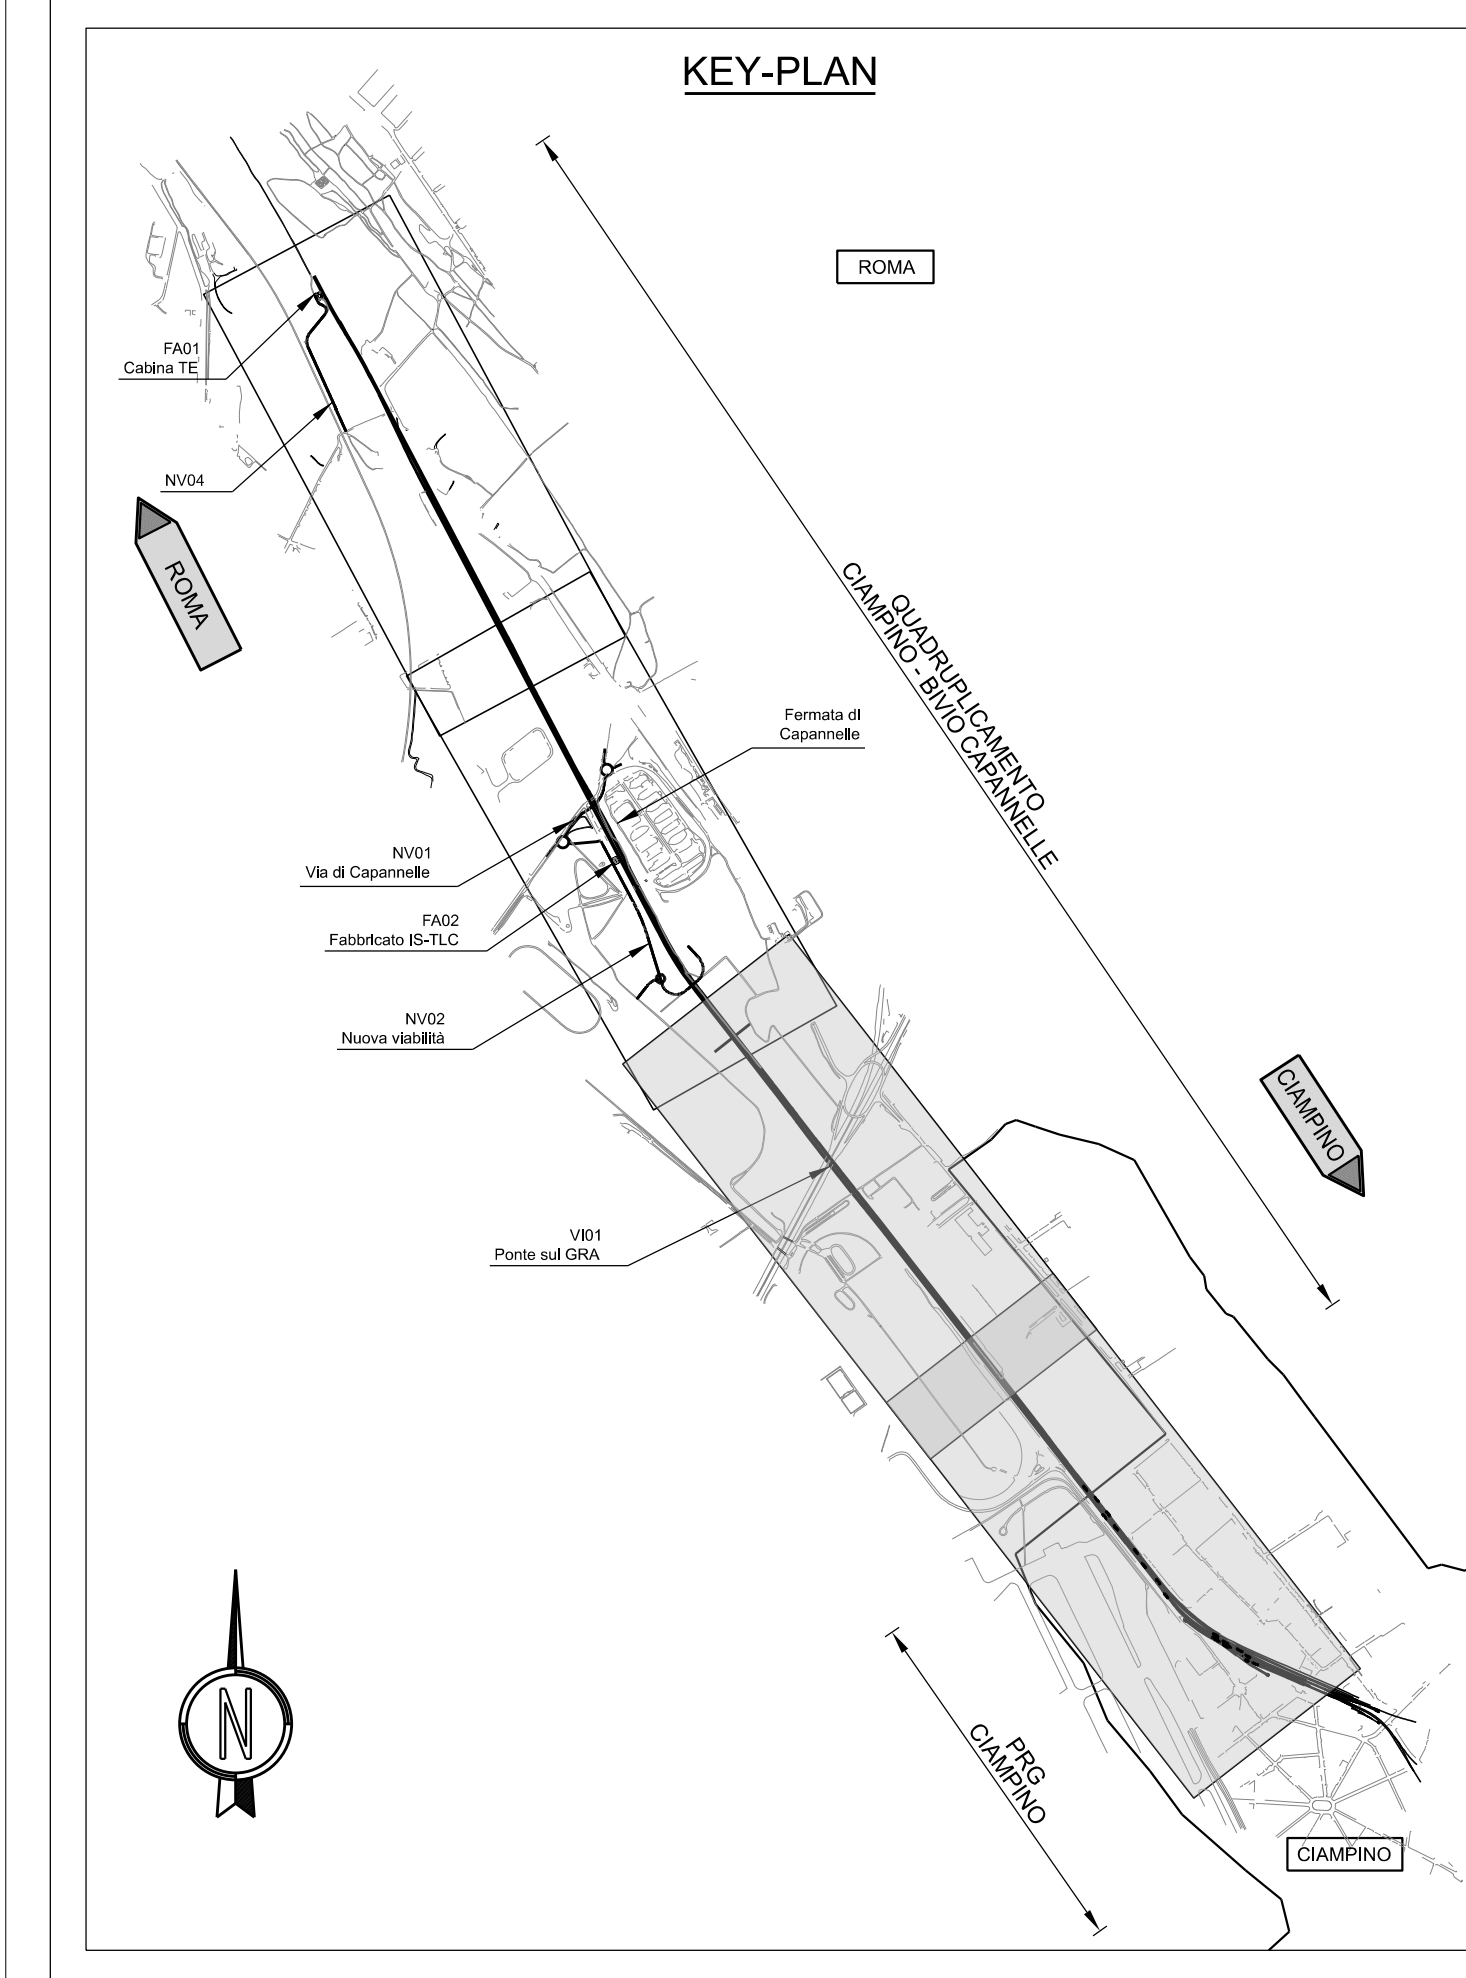 KEY-PLAN
ROMA
FA01
Cabina TE
NV04
ROMA
QUADRUPLICAMENTO
CIAMPINO - BIVIO CAPANNELLE
Fermata di
Capannelle
NV01
Via di Capannelle
FA02
Fabbricato IS-TLC
NV02
Nuova viabilità
CIAMPINO
VI01
Ponte sul GRA
N
PRG
CIAMPINO
CIAMPINO